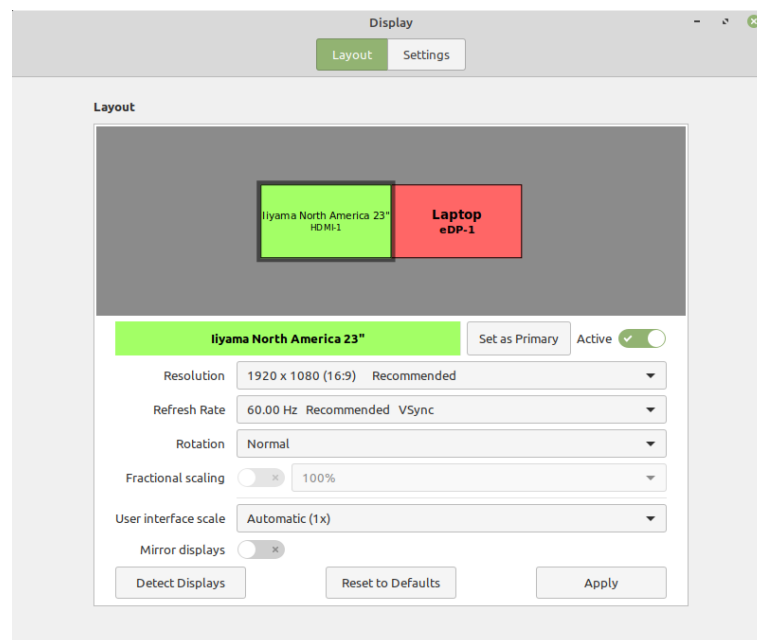 Display
Layout Settings
Layout
Iiyama North America 23"
HDMI-1
Laptop
eDP-1
Iiyama North America 23" Set as Primary Active
Resolution 1920 x 1080 (16:9) Recommended
Refresh Rate 60.00 Hz Recommended VSync
Rotation Normal
Fractional scaling 100%
User interface scale Automatic (1x)
Mirror displays
Detect Displays Reset to Defaults Apply